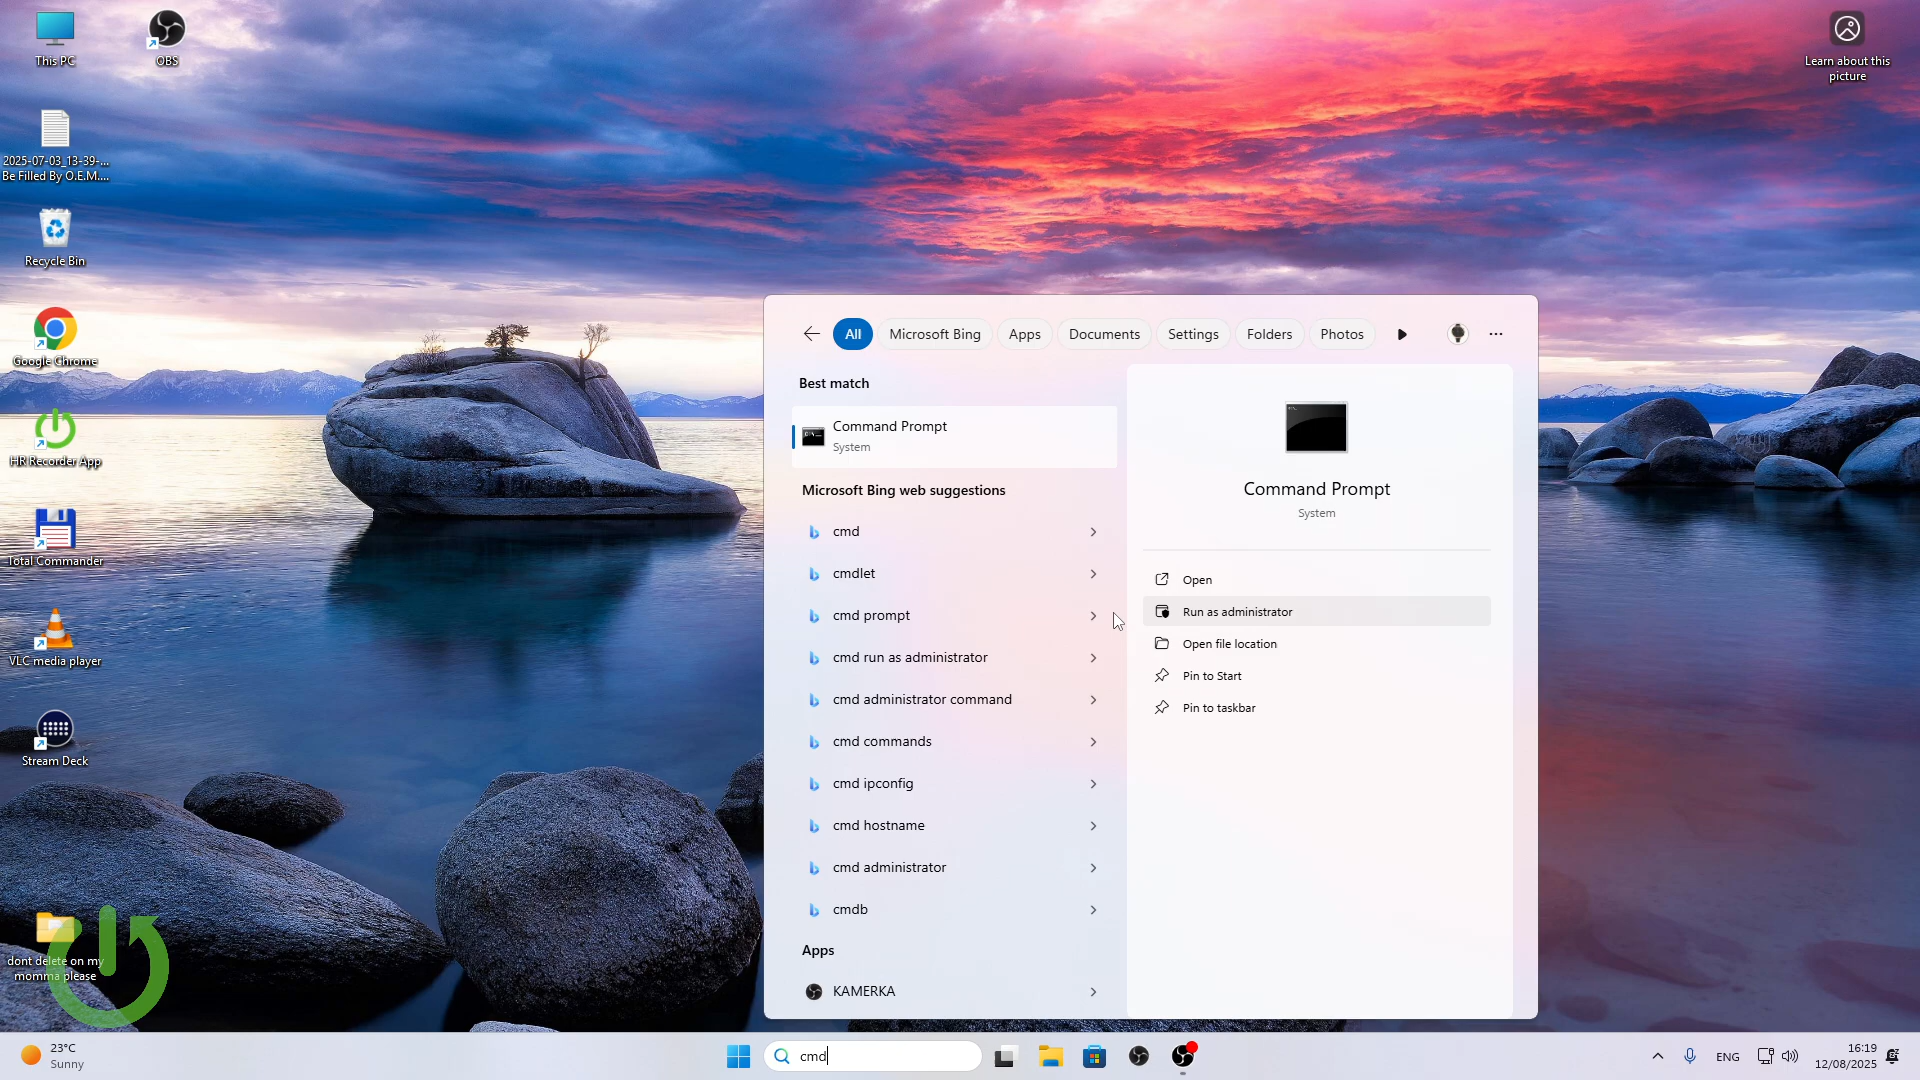 This PC
OBS
Learn about this
picture
2025-07-03_13-39-...
Be Filled By O.E.M....
Recycle Bin
Google Chrome
HR Recorder App
Total Commander
VLC media player
Stream Deck
dont delete on my
momma please
All
Microsoft Bing
Apps
Documents
Settings
Folders
Photos
Best match
Command Prompt
System
Microsoft Bing web suggestions
cmd
cmdlet
cmd prompt
cmd run as administrator
cmd administrator command
cmd commands
cmd ipconfig
cmd hostname
cmd administrator
cmdb
Apps
KAMERKA
Command Prompt
System
Open
Run as administrator
Open file location
Pin to Start
Pin to taskbar
23°C
Sunny
cmd
ENG
16:19
12/08/2025